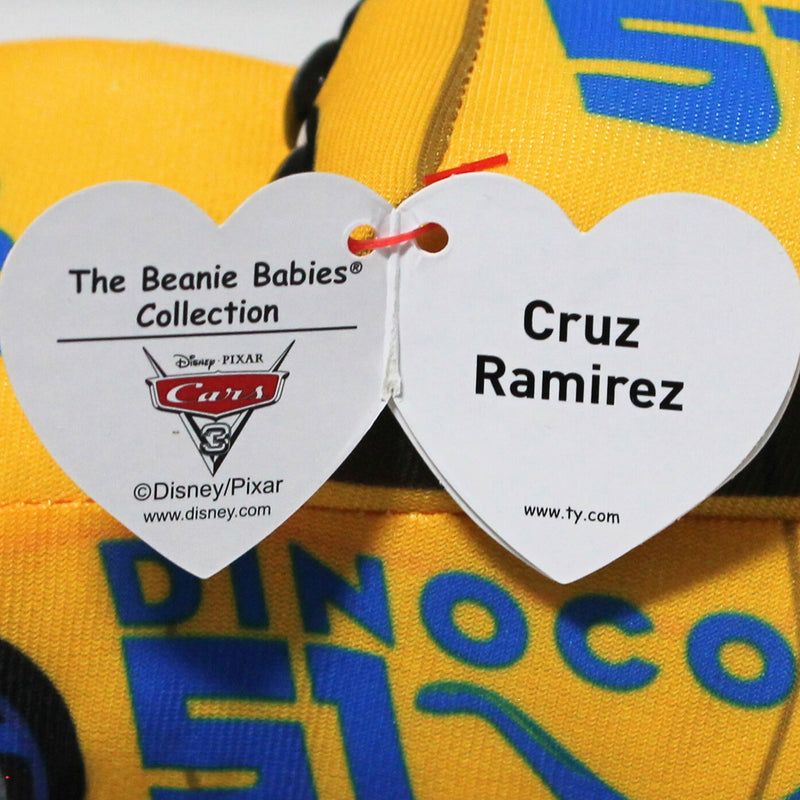 The Beanie Babies®
Collection
Disney · PIXAR
Cars
3
©Disney/Pixar
www.disney.com
Cruz
Ramirez
www.ty.com
DINOCO
51